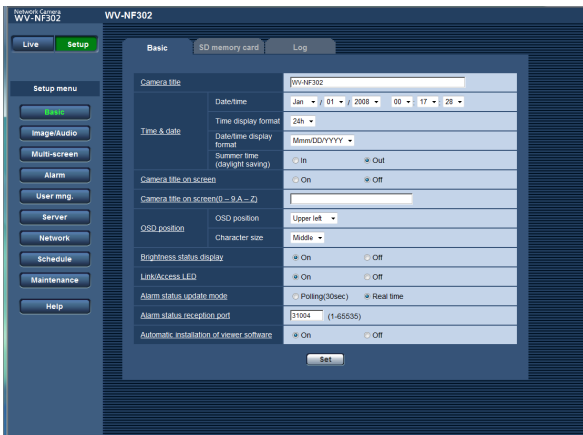 Network Camera
WV-NF302
WV-NF302
Live Setup
Basic SD memory card Log
Setup menu
Basic
Image/Audio
Multi-screen
Alarm
User mng.
Server
Network
Schedule
Maintenance
Help
Camera title WV-NF302
Time & date
Date/time Jan / 01 / 2008 00 : 17 : 28
Time display format 24h
Date/time display
format Mmm/DD/YYYY
Summer time
(daylight saving) In Out
Camera title on screen On Off
Camera title on screen(0 – 9,A – Z)
OSD position
OSD position Upper left
Character size Middle
Brightness status display On Off
Link/Access LED On Off
Alarm status update
mode Polling(30sec) Real time
Alarm status reception
port 31004 (1-65535)
Automatic installation of viewer software On Off
Set